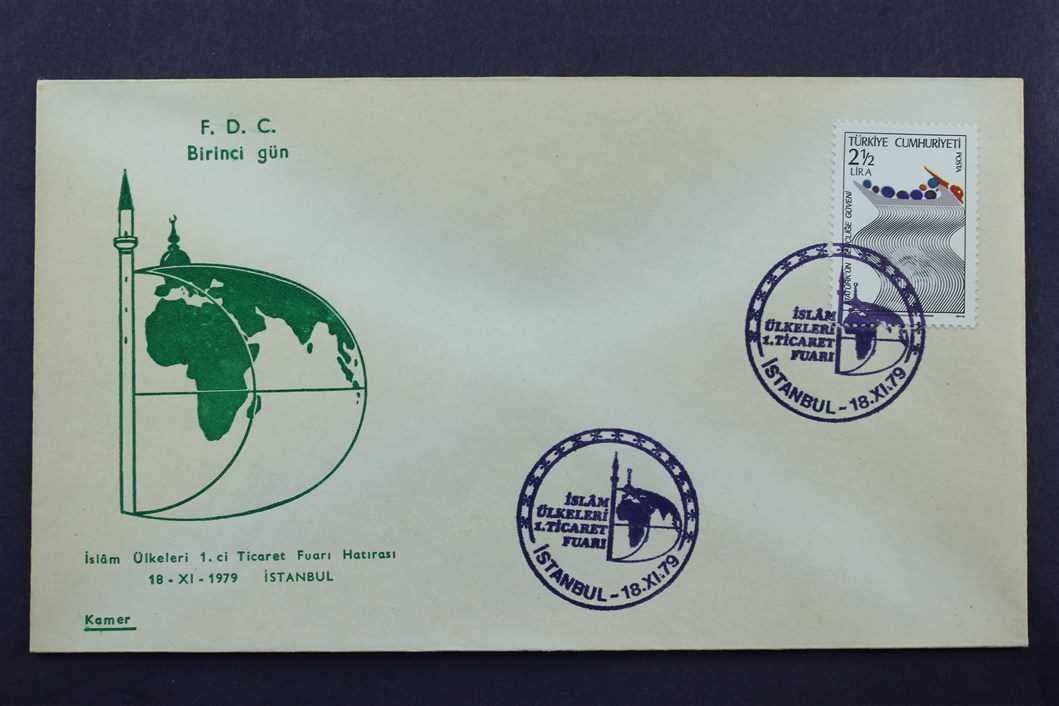 F. D. C.
Birinci gün
İslâm Ülkeleri 1. ci Ticaret Fuarı Hatırası
18 - XI - 1979 İSTANBUL
Kamer
TÜRKİYE CUMHURİYETİ
2½
LİRA
POSTA
GÜVENİ
İSLÂM
ÜLKELERİ
1. TİCARET
FUARI
İSTANBUL - 18.XI.79
İSLÂM
ÜLKELERİ
1. TİCARET
FUARI
İSTANBUL - 18.XI.79